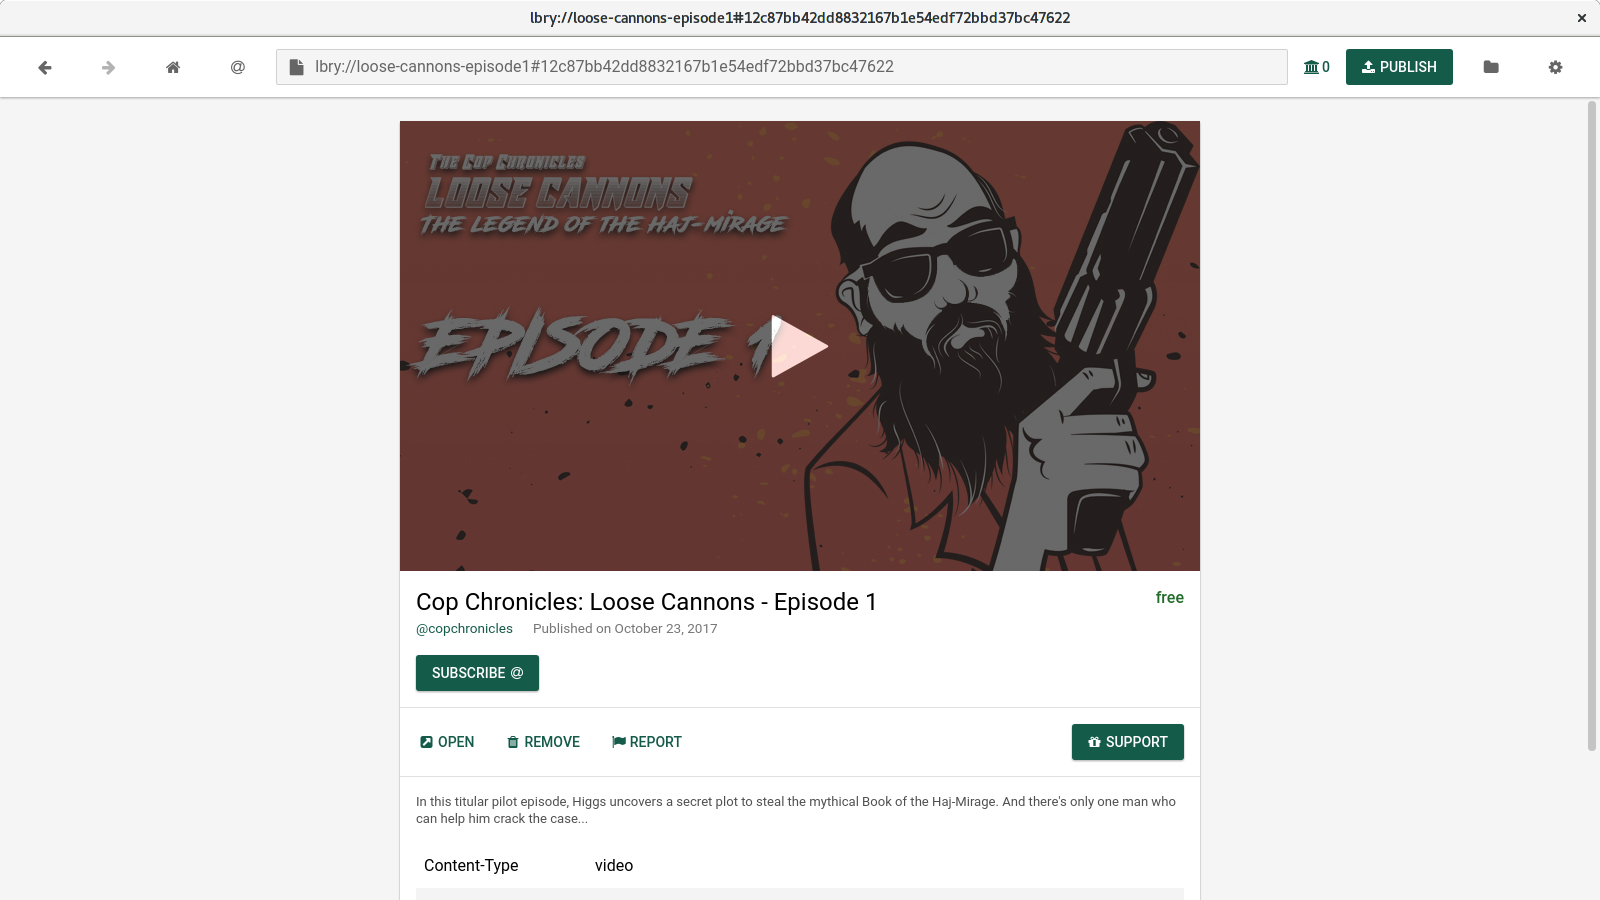 lbry://loose-cannons-episode1#12c87bb42dd8832167b1e54edf72bbd37bc47622
@ lbry://loose-cannons-episode1#12c87bb42dd8832167b1e54edf72bbd37bc47622 0 PUBLISH
The Cop Chronicles
LOOSE CANNONS
THE LEGEND OF THE HAJ-MIRAGE
EPISODE 1
Cop Chronicles: Loose Cannons - Episode 1 free
@copchronicles Published on October 23, 2017
SUBSCRIBE @
OPEN REMOVE REPORT SUPPORT
In this titular pilot episode, Higgs uncovers a secret plot to steal the mythical Book of the Haj-Mirage. And there's only one man who
can help him crack the case...
Content-Type video